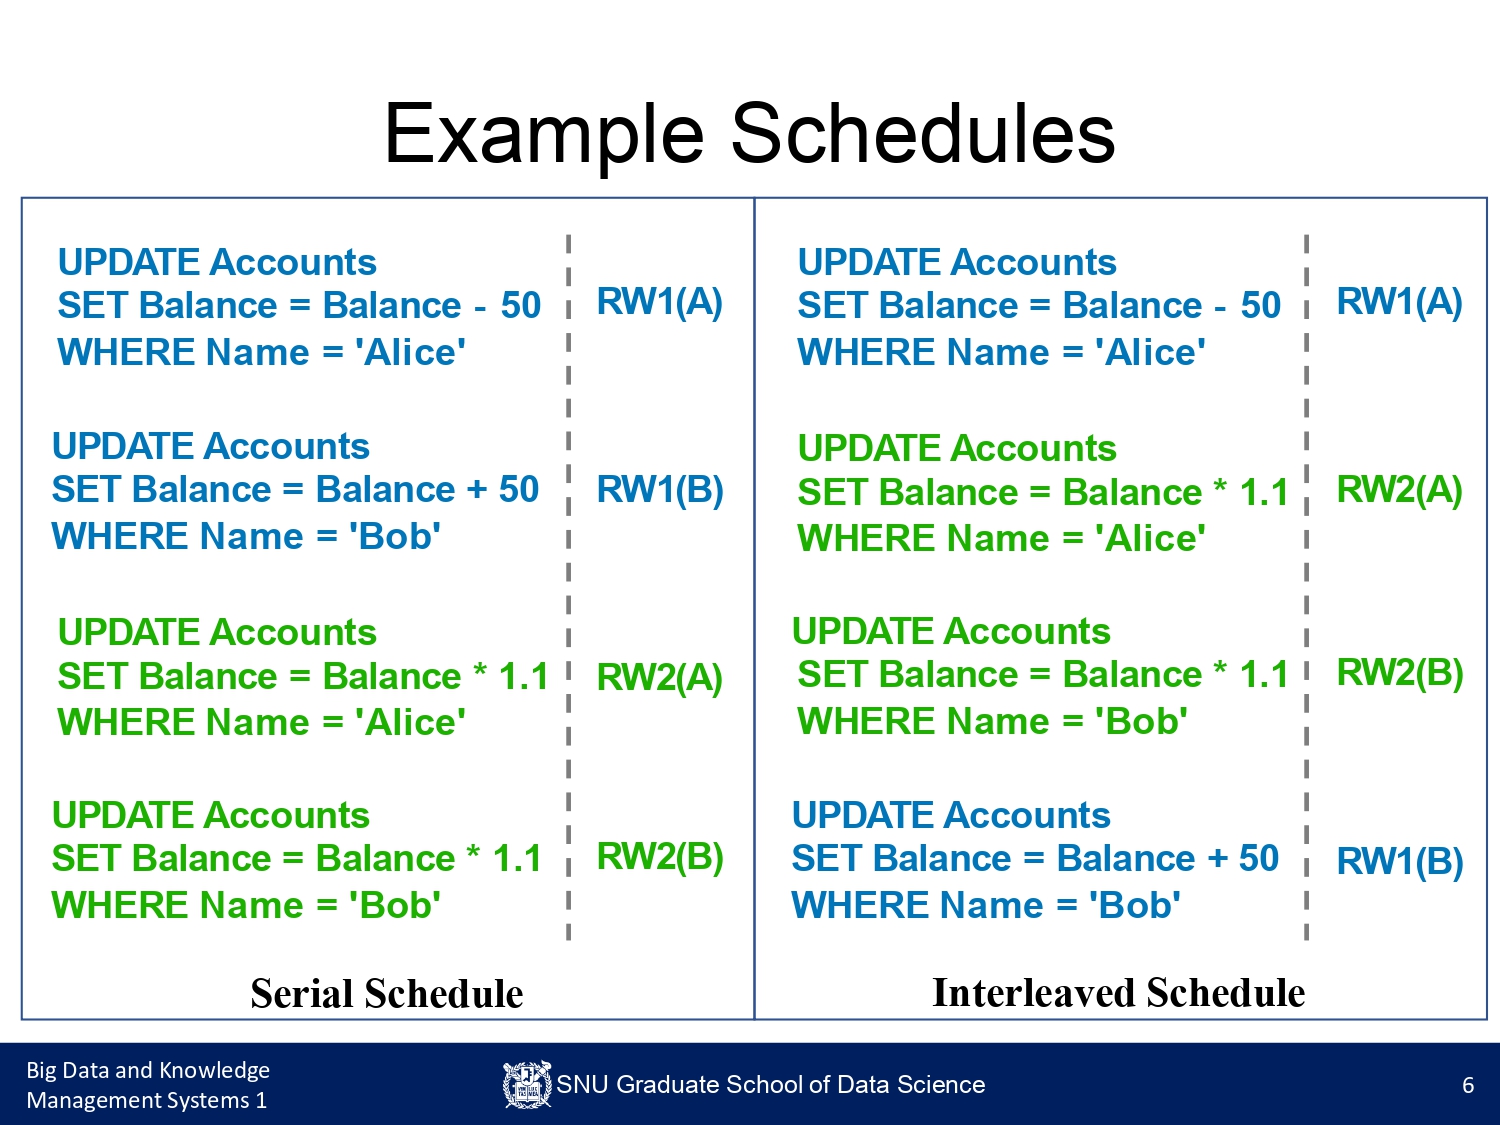 Example Schedules
UPDATE Accounts
SET Balance = Balance - 50
WHERE Name = 'Alice'
RW1(A)
UPDATE Accounts
SET Balance = Balance + 50
WHERE Name = 'Bob'
RW1(B)
UPDATE Accounts
SET Balance = Balance * 1.1
WHERE Name = 'Alice'
RW2(A)
UPDATE Accounts
SET Balance = Balance * 1.1
WHERE Name = 'Bob'
RW2(B)
Serial Schedule
UPDATE Accounts
SET Balance = Balance - 50
WHERE Name = 'Alice'
RW1(A)
UPDATE Accounts
SET Balance = Balance * 1.1
WHERE Name = 'Alice'
RW2(A)
UPDATE Accounts
SET Balance = Balance * 1.1
WHERE Name = 'Bob'
RW2(B)
UPDATE Accounts
SET Balance = Balance + 50
WHERE Name = 'Bob'
RW1(B)
Interleaved Schedule
Big Data and Knowledge
Management Systems 1
SNU Graduate School of Data Science
6